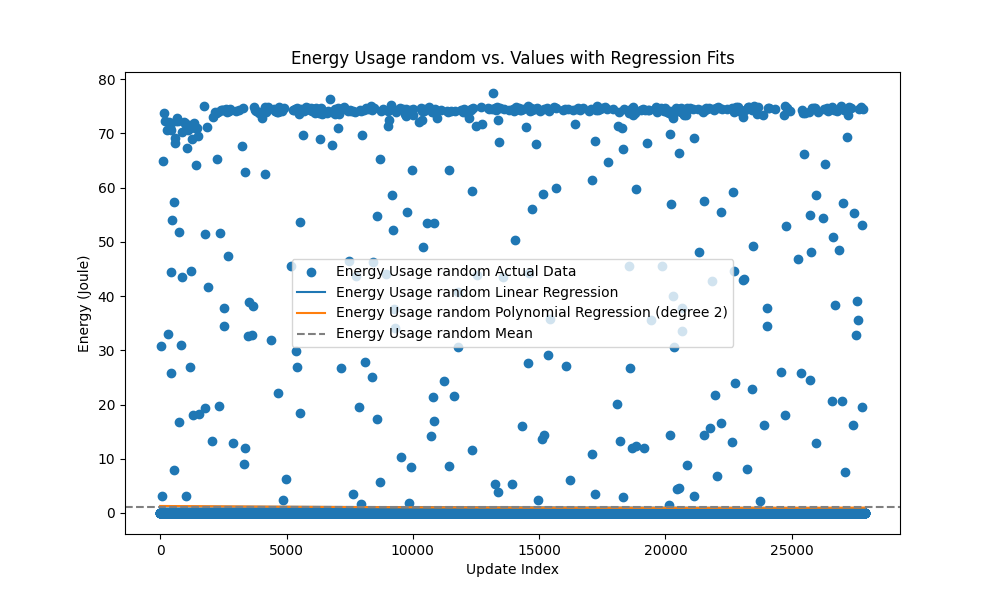 Energy Usage random vs. Values with Regression Fits
80
70
60
50
40
30
20
10
0
Energy (Joule)
Energy Usage random Actual Data
Energy Usage random Linear Regression
Energy Usage random Polynomial Regression (degree 2)
Energy Usage random Mean
0 5000 10000 15000 20000 25000
Update Index